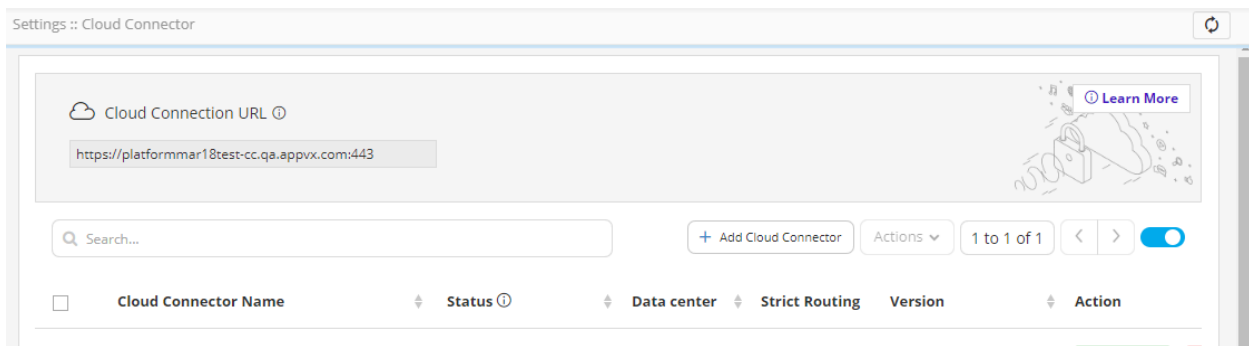 Settings :: Cloud Connector
Learn More
Cloud Connection URL
https://platformmar18test-cc.qa.appvx.com:443
Search...
+ Add Cloud Connector
Actions
1 to 1 of 1
Cloud Connector Name Status Data center Strict Routing Version Action